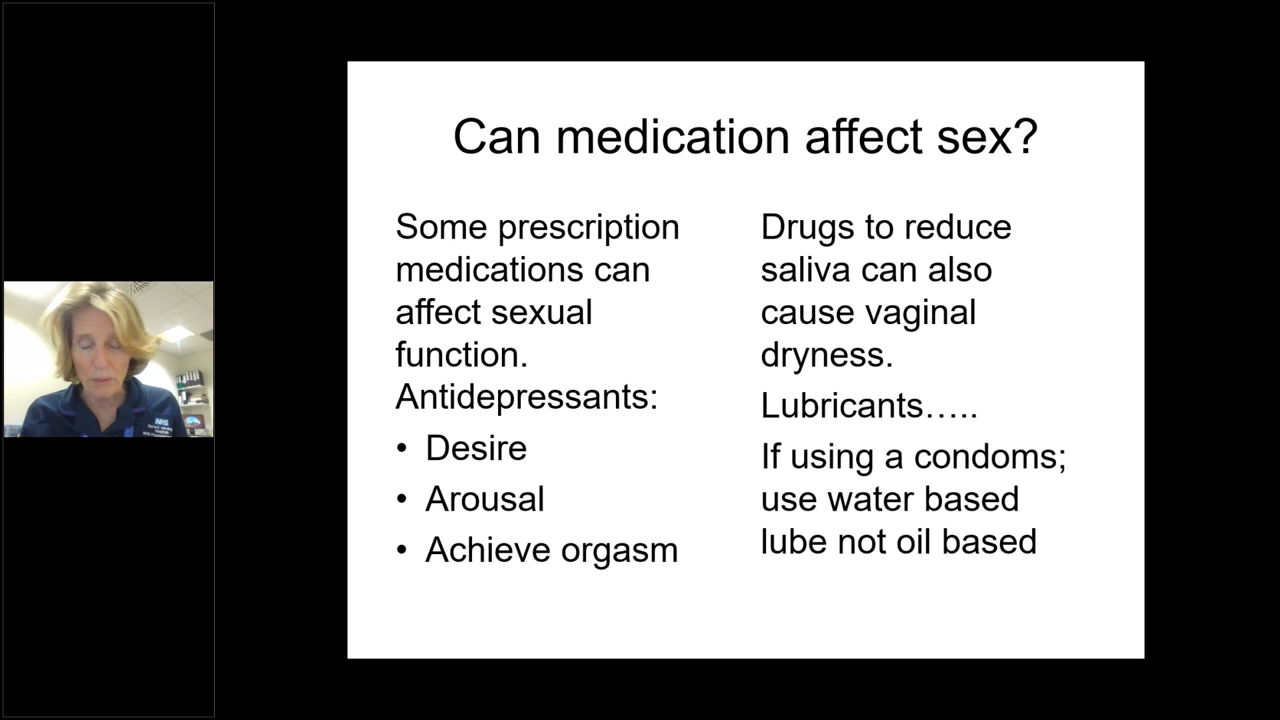 Can medication affect sex?
Some prescription
medications can
affect sexual
function.
Antidepressants:
• Desire
• Arousal
• Achieve orgasm
Drugs to reduce
saliva can also
cause vaginal
dryness.
Lubricants…..
If using a condoms;
use water based
lube not oil based
NHS